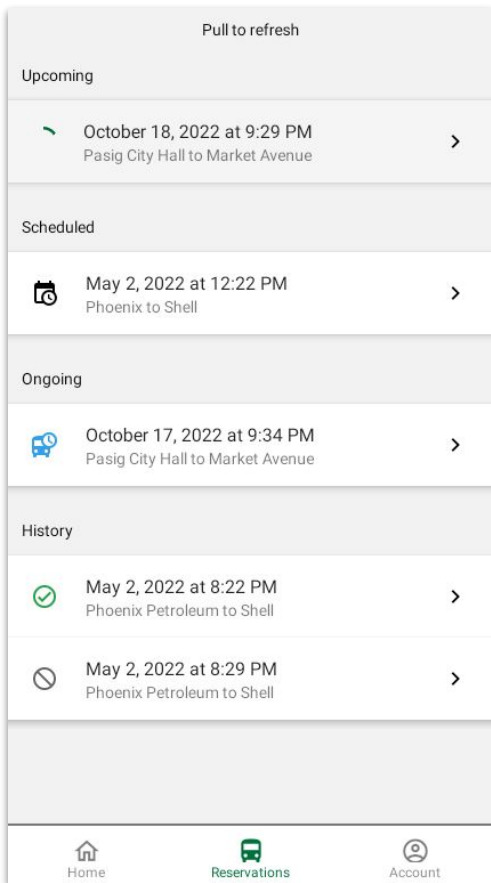 Pull to refresh
Upcoming
October 18, 2022 at 9:29 PM
Pasig City Hall to Market Avenue
Scheduled
May 2, 2022 at 12:22 PM
Phoenix to Shell
Ongoing
October 17, 2022 at 9:34 PM
Pasig City Hall to Market Avenue
History
May 2, 2022 at 8:22 PM
Phoenix Petroleum to Shell
May 2, 2022 at 8:29 PM
Phoenix Petroleum to Shell
Home
Reservations
Account